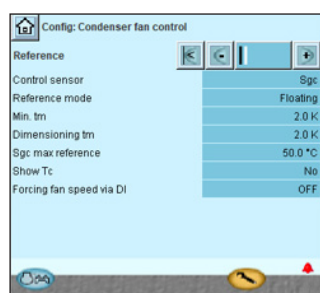 Config: Condenser fan control
Reference
Control sensor Sgc
Reference mode Floating
Min. tm 2.0 K
Dimensioning tm 2.0 K
Sgc max reference 50.0 °C
Show Tc No
Forcing fan speed via DI OFF